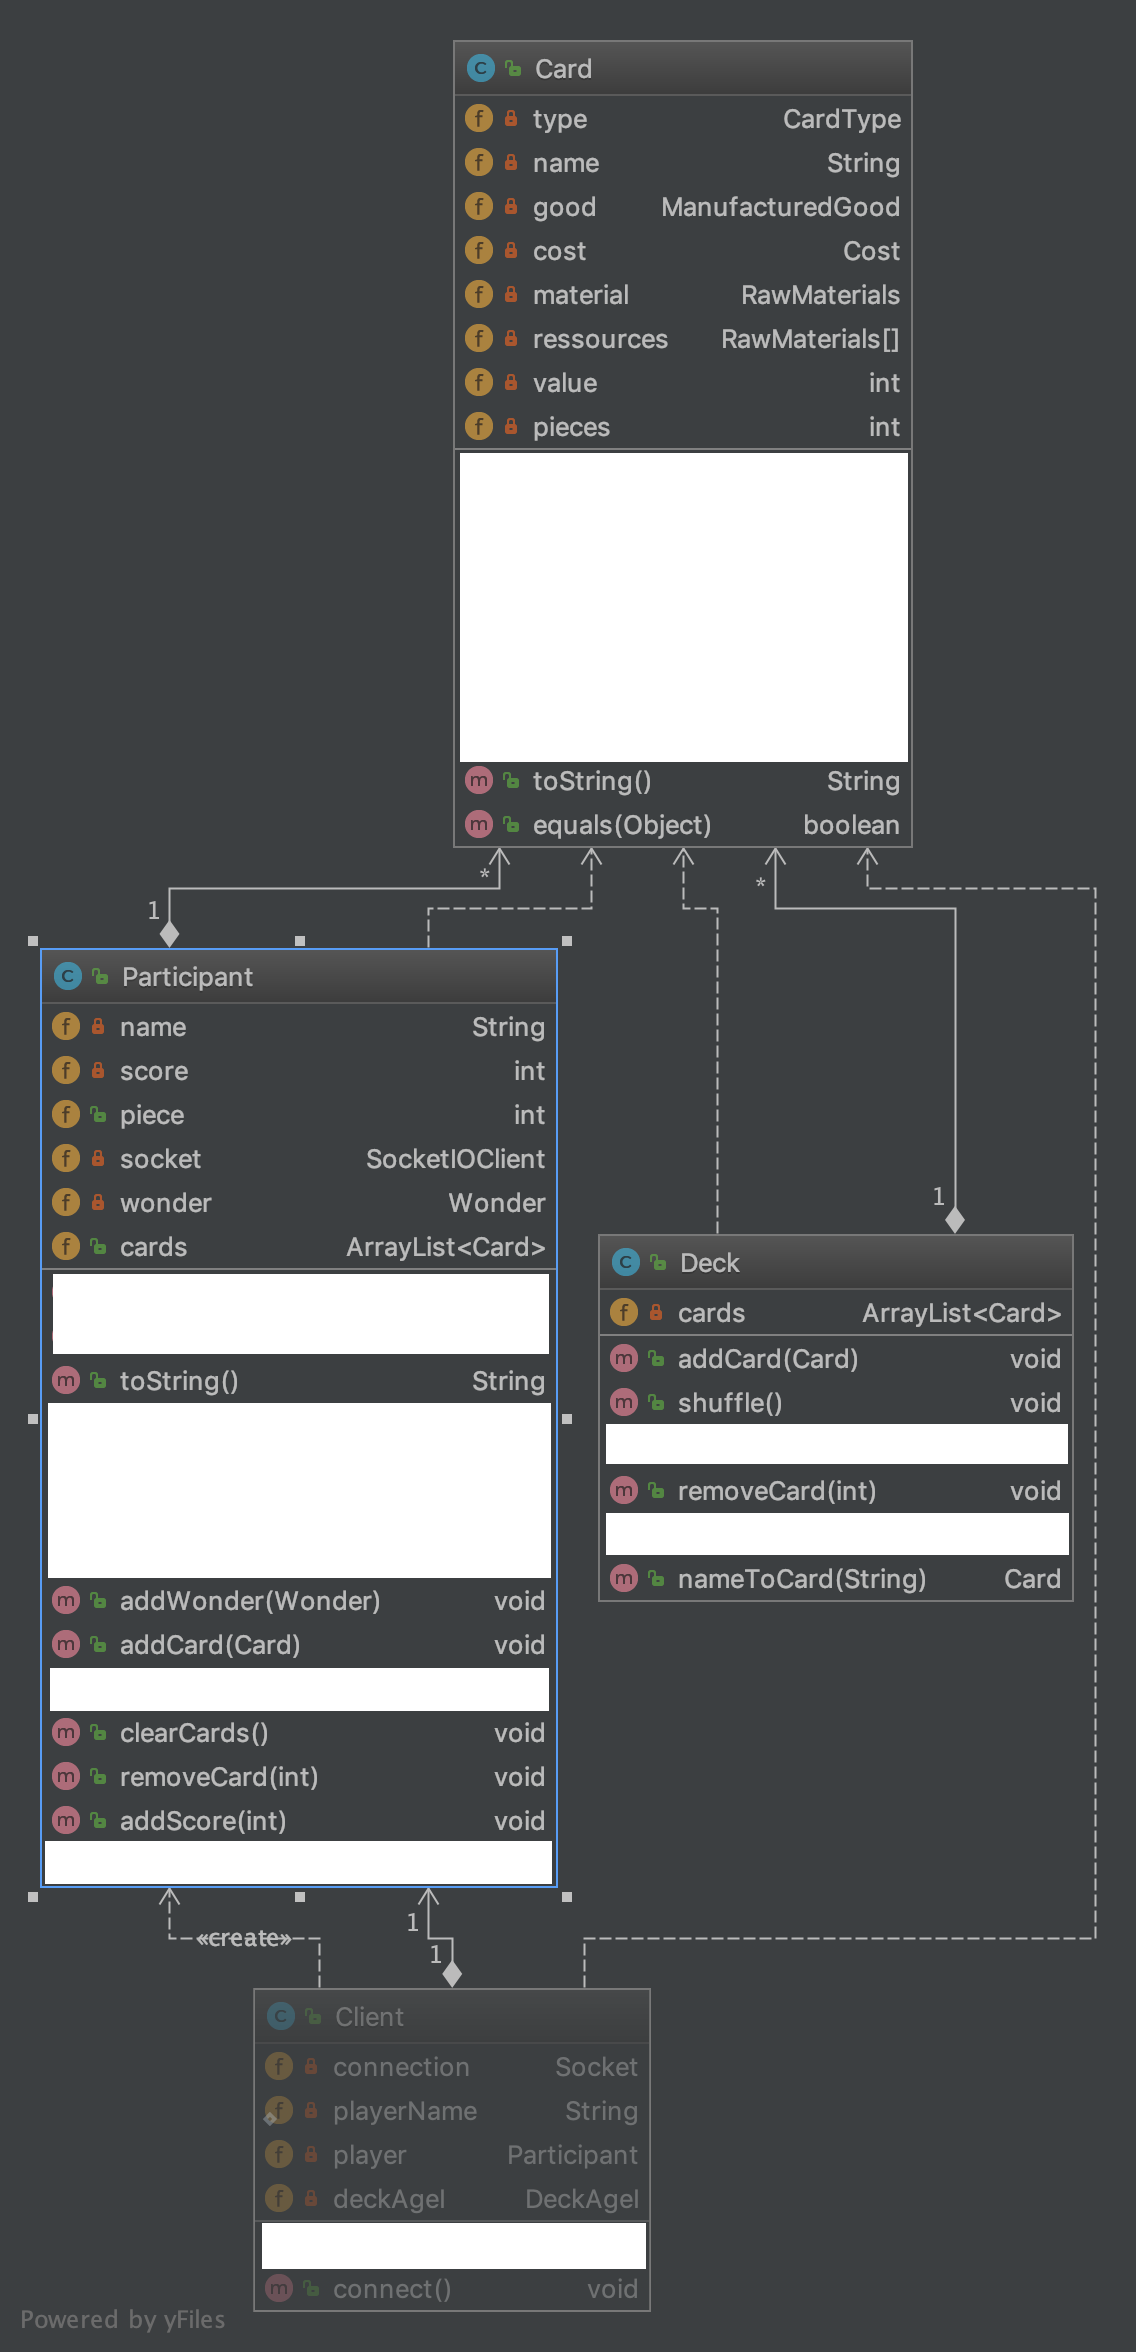 C Card
f type CardType
f name String
f good ManufacturedGood
f cost Cost
f material RawMaterials
f ressources RawMaterials[]
f value int
f pieces int
m toString() String
m equals(Object) boolean
* *
1
C Participant
f name String
f score int
f piece int
f socket SocketIOClient
f wonder Wonder
f cards ArrayList<Card>
m toString() String
m addWonder(Wonder) void
m addCard(Card) void
m clearCards() void
m removeCard(int) void
m addScore(int) void
1
C Deck
f cards ArrayList<Card>
m addCard(Card) void
m shuffle() void
m removeCard(int) void
m nameToCard(String) Card
1
«create» 1
C Client
f connection Socket
f playerName String
f player Participant
f deckAgeI DeckAgeI
m connect() void
Powered by yFiles